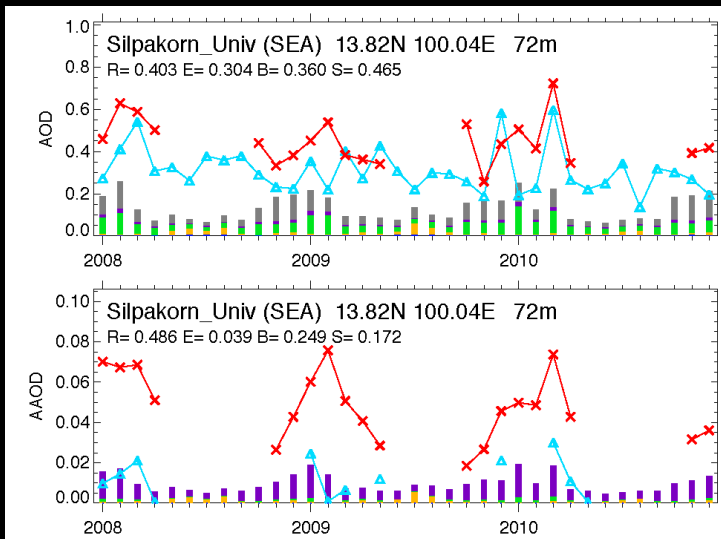 1.0
Silpakorn_Univ (SEA) 13.82N 100.04E 72m
R= 0.403 E= 0.304 B= 0.360 S= 0.465
0.8
0.6
AOD
0.4
0.2
0.0
2008 2009 2010
0.10
Silpakorn_Univ (SEA) 13.82N 100.04E 72m
R= 0.486 E= 0.039 B= 0.249 S= 0.172
0.08
0.06
AAOD
0.04
0.02
0.00
2008 2009 2010